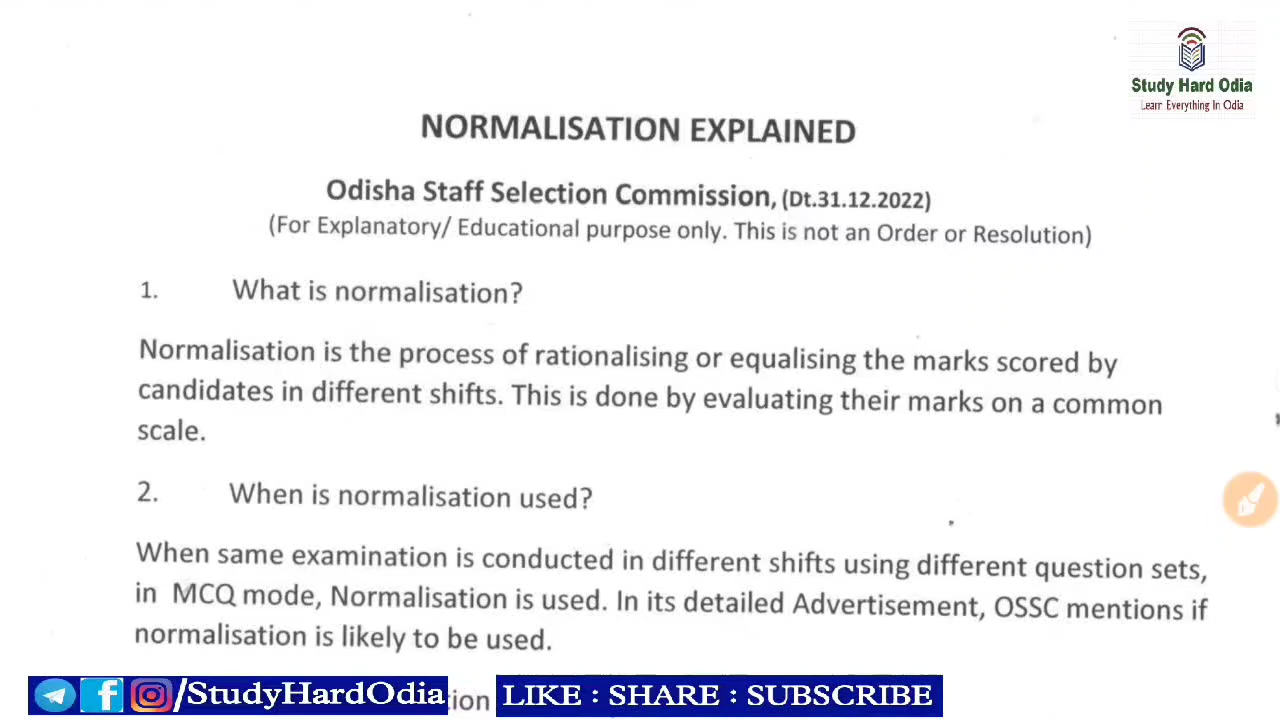 Study Hard Odia
Learn Everything In Odia
NORMALISATION EXPLAINED
Odisha Staff Selection Commission, (Dt.31.12.2022)
(For Explanatory/ Educational purpose only. This is not an Order or Resolution)
1. What is normalisation?
Normalisation is the process of rationalising or equalising the marks scored by
candidates in different shifts. This is done by evaluating their marks on a common
scale.
2. When is normalisation used?
When same examination is conducted in different shifts using different question sets,
in MCQ mode, Normalisation is used. In its detailed Advertisement, OSSC mentions if
normalisation is likely to be used.
/StudyHardOdia
LIKE : SHARE : SUBSCRIBE